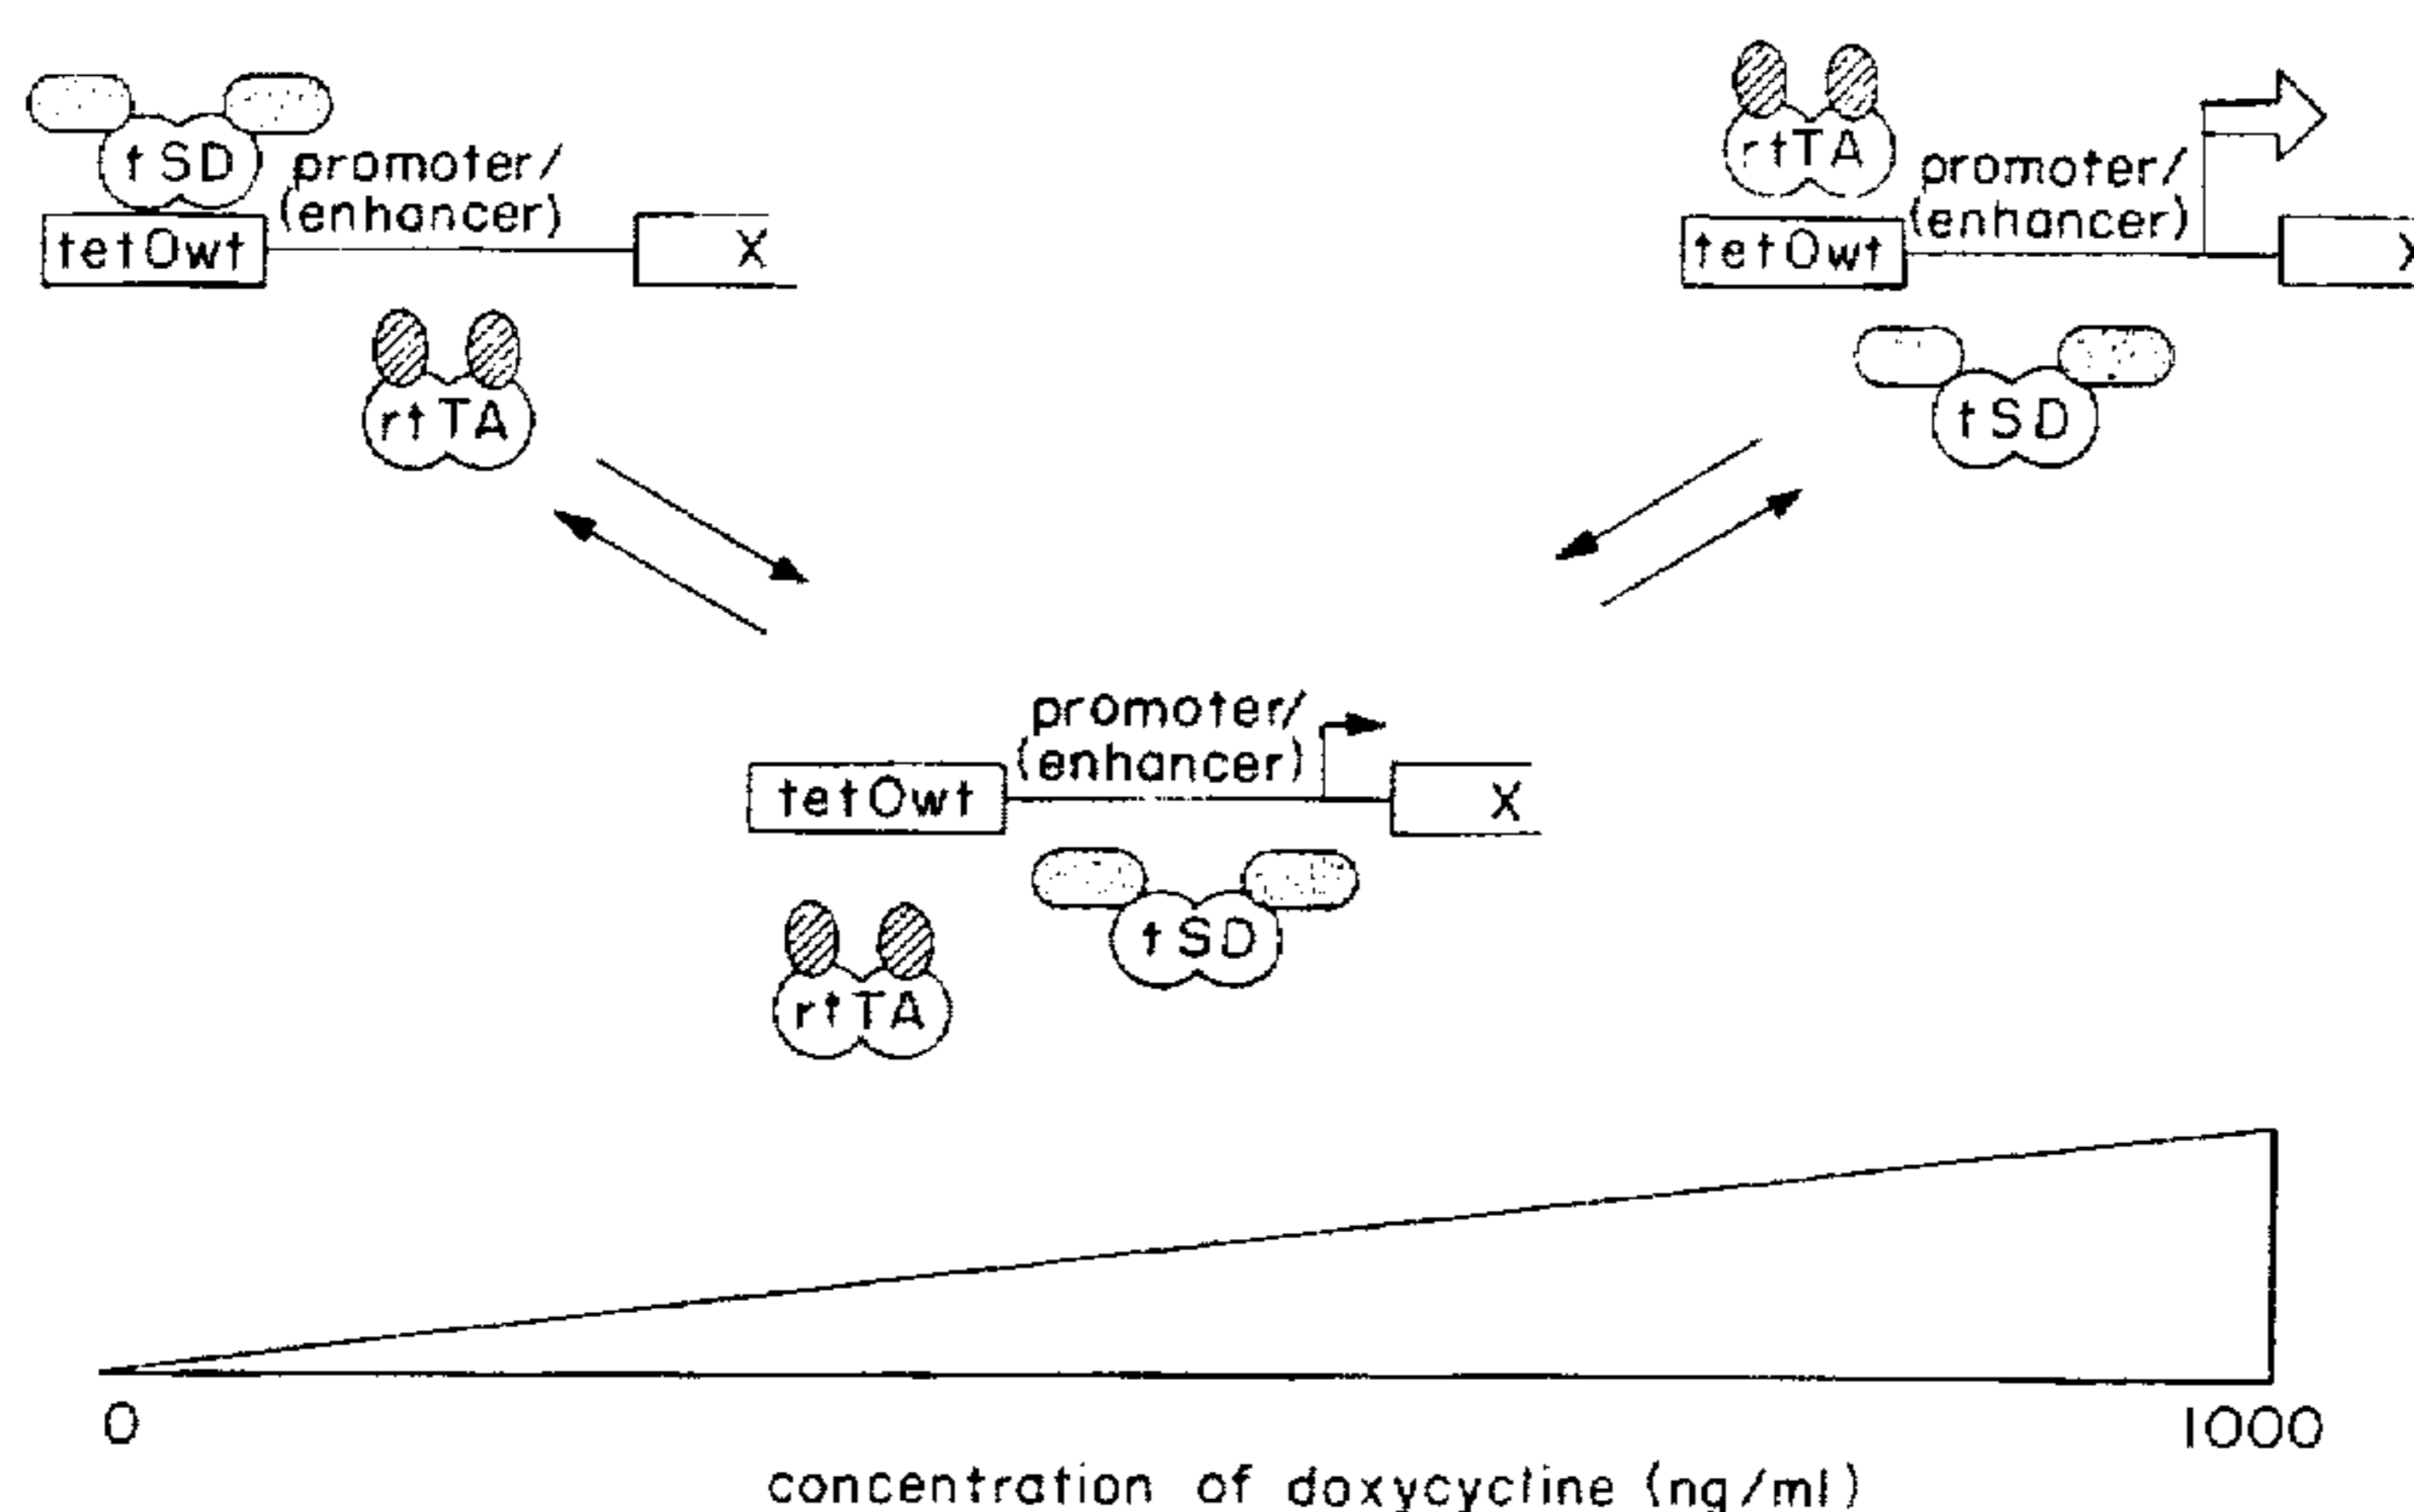 tSD
promoter/
(enhancer)
tetOwt
X
rtTA
rtTA
promoter/
(enhancer)
tetOwt
X
tSD
promoter/
(enhancer)
tetOwt
X
tSD
rtTA
0
1000
concentration of doxycycline (ng/ml)